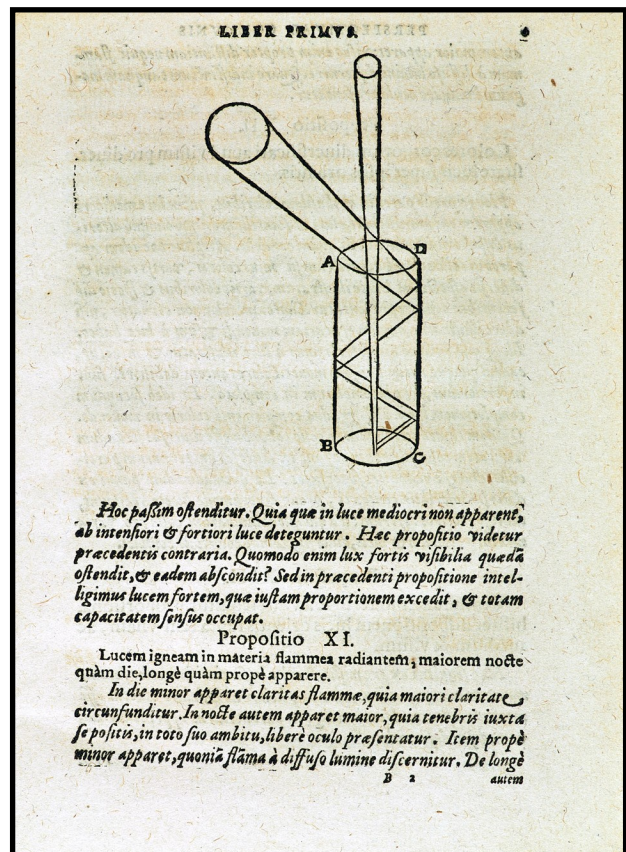 LIBER PRIMVS. 6
A D
B C
Hoc paſſim oſtenditur. Quia quæ in luce mediocri non apparent,
ab intenſiori & fortiori luce deteguntur. Hæc propoſitio videtur
præcedentis contraria. Quomodo enim lux fortis viſibilia quædã
oſtendit, & eadem abſcondit? Sed in præcedenti propoſitione intel-
ligimus lucem fortem, quæ iuſtam proportionem excedit, & totam
capacitatem ſenſus occupat.
Propoſitio XI.
Lucem igneam in materia flammea radiantem, maiorem nocte
quàm die, longè quàm propè apparere.
In die minor apparet claritas flammæ, quia maiori claritate
circunfunditur. In nocte autem apparet maior, quia tenebris iuxta
ſe poſitis, in toto ſuo ambitu, liberè oculo præſentatur. Item propè
minor apparet, quoniã flãma à diffuſo lumine diſcernitur. De longè
B 2 autem